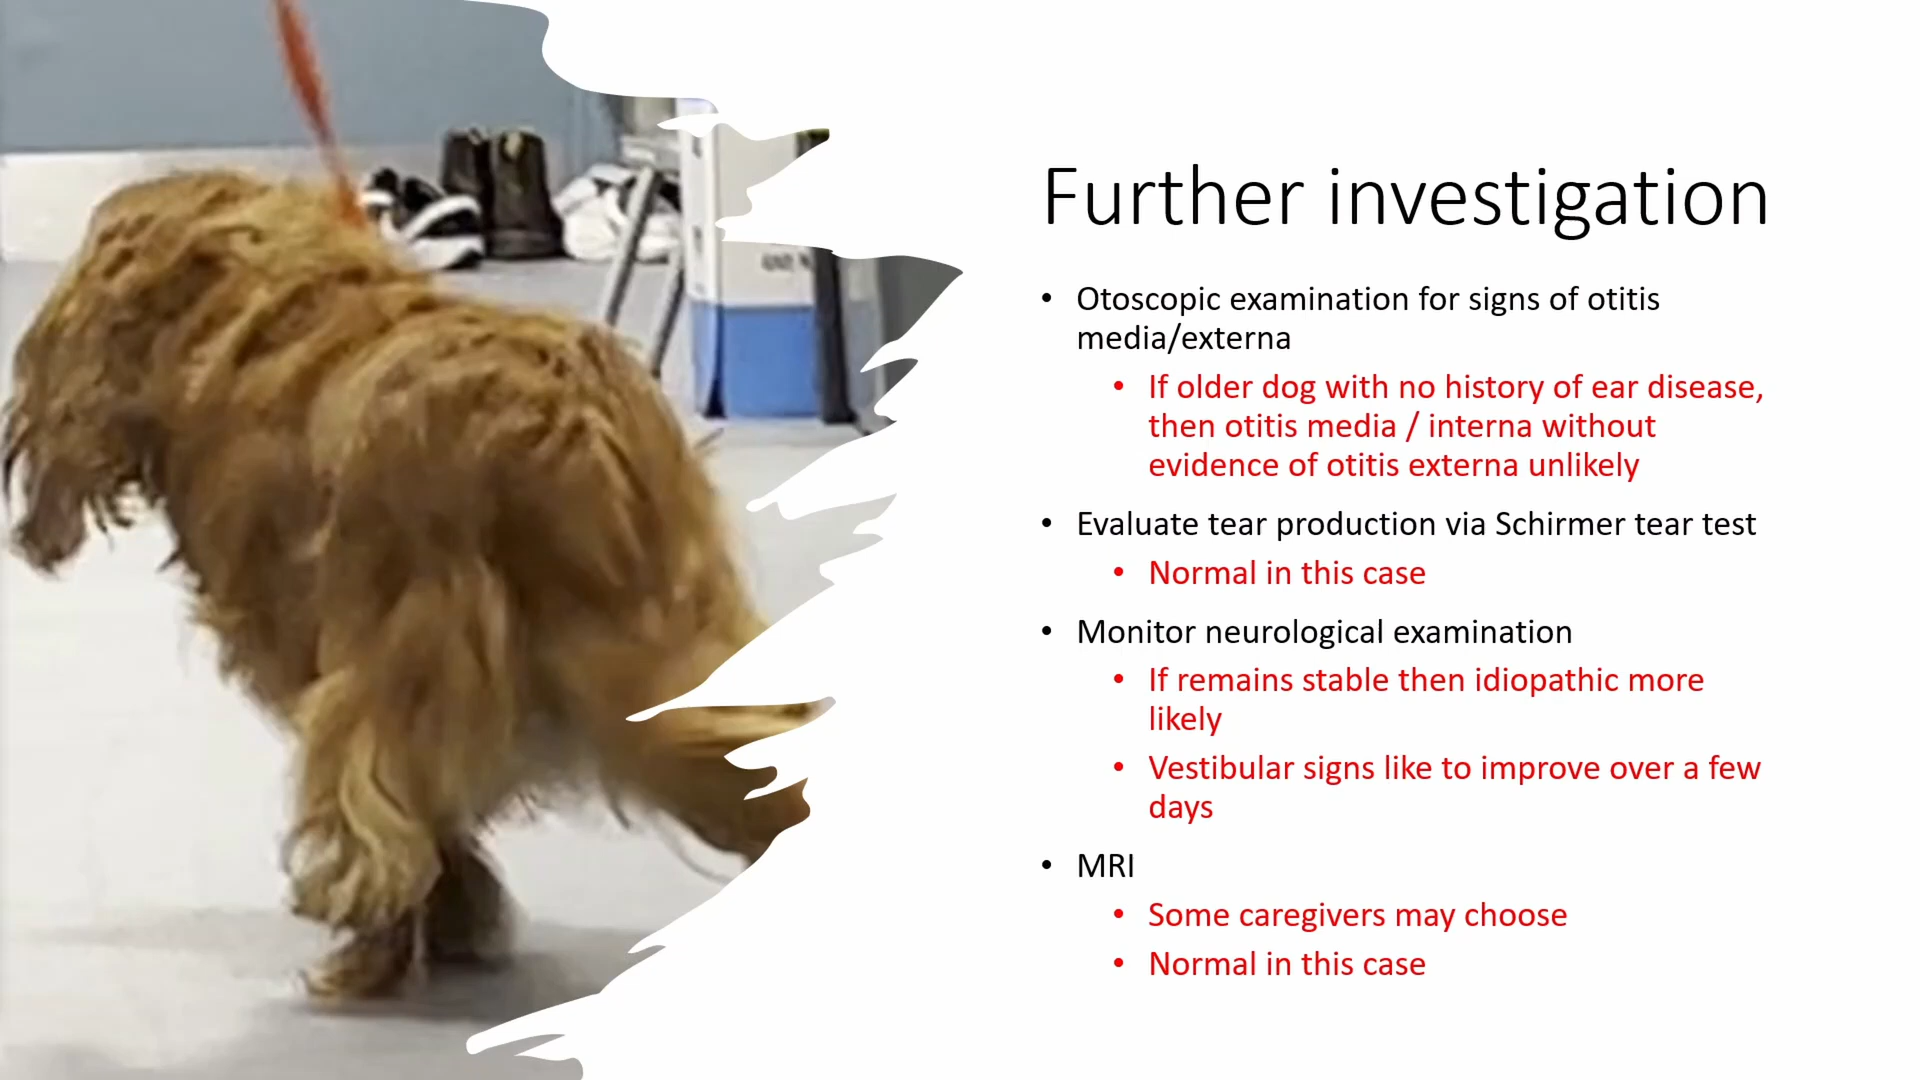 Further investigation
• Otoscopic examination for signs of otitis
media/externa
• If older dog with no history of ear disease,
then otitis media / interna without
evidence of otitis externa unlikely
• Evaluate tear production via Schirmer tear test
• Normal in this case
• Monitor neurological examination
• If remains stable then idiopathic more
likely
• Vestibular signs like to improve over a few
days
• MRI
• Some caregivers may choose
• Normal in this case